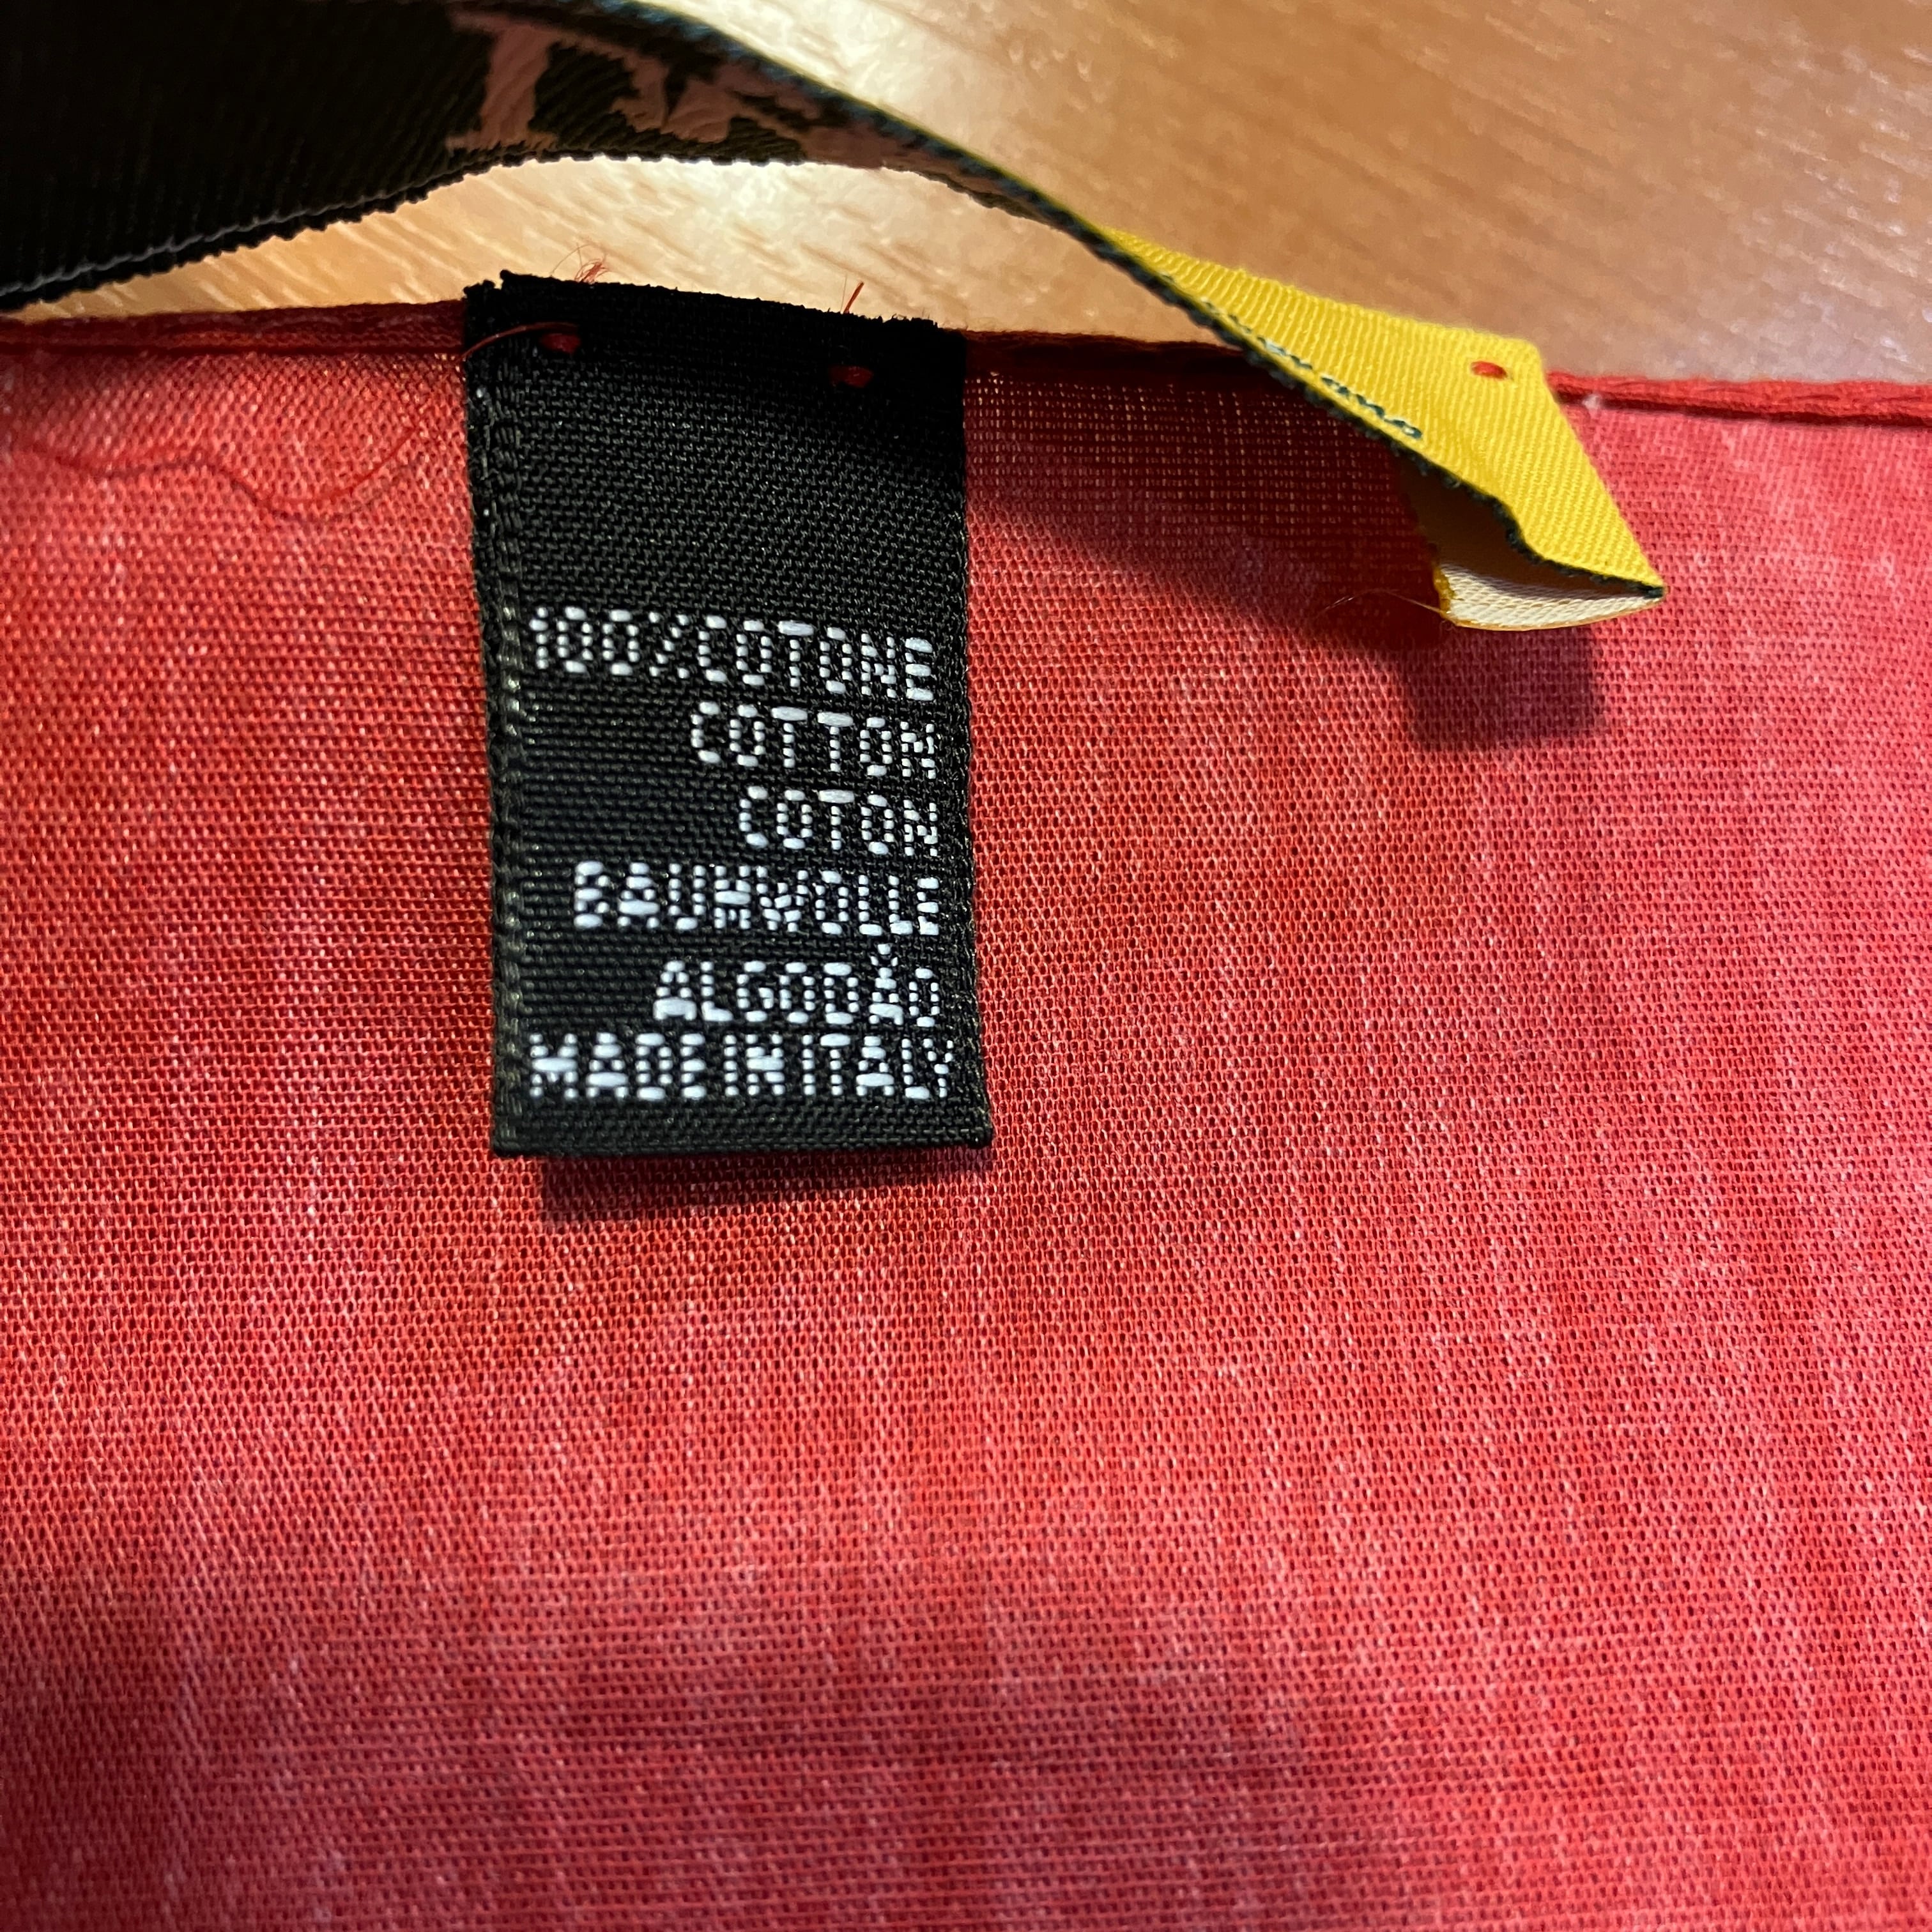 100%COTONE
COTTON
COTON
BAUMWOLLE
ALGODÃO
MADE IN ITALY